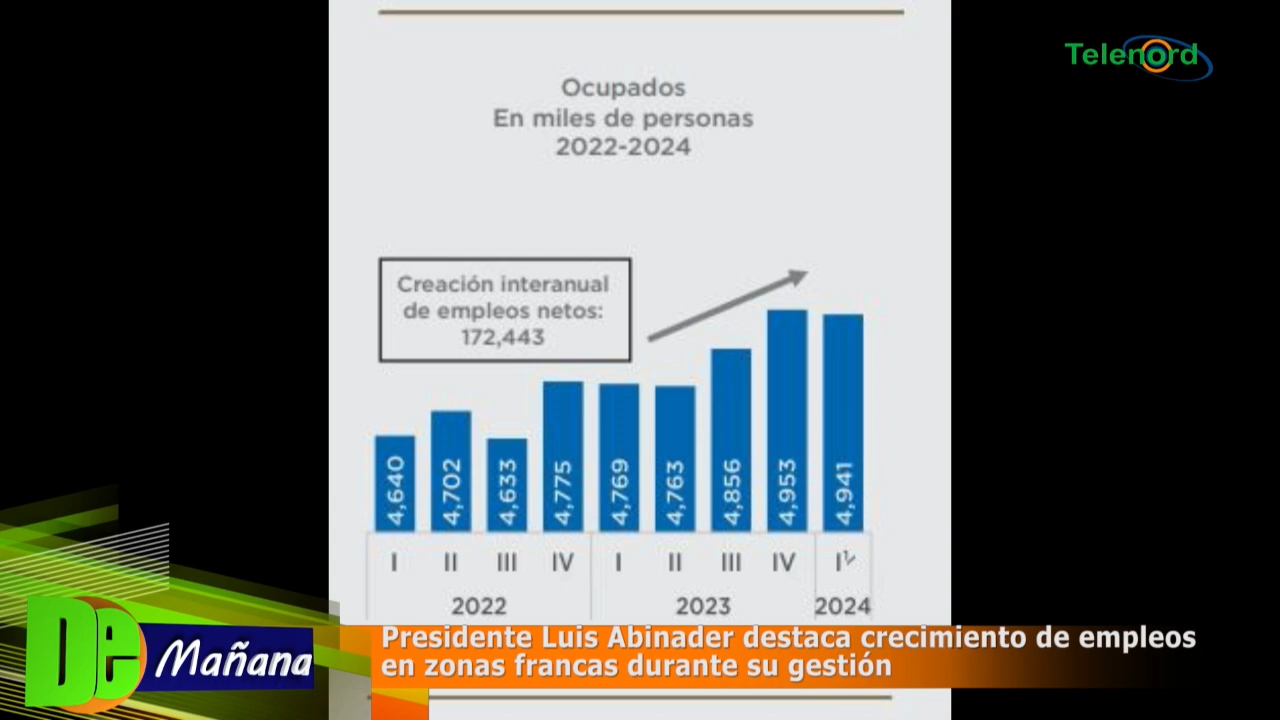 Telenord
Ocupados
En miles de personas
2022-2024
Creación interanual
de empleos netos:
172,443
4,640
4,702
4,633
4,775
4,769
4,763
4,856
4,953
4,941
I II III IV I II III IV I
2022 2023 2024
De
Mañana
Presidente Luis Abinader destaca crecimiento de empleos
en zonas francas durante su gestión